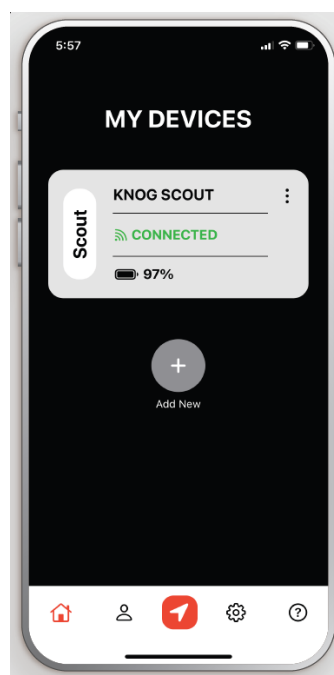 5:57
MY DEVICES
Scout
KNOG SCOUT
CONNECTED
97%
Add New